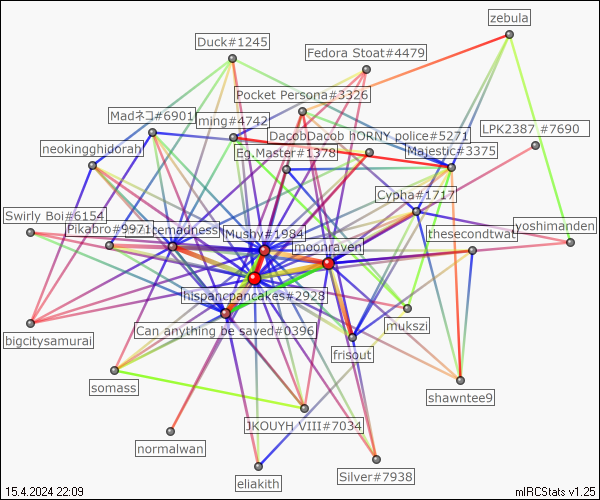 zebula
Duck#1245
Fedora Stoat#4479
Pocket Persona#3326
Madネコ#6901
ming#4742
DacobDacob hORNY police#5271
LPK2387 #7690
neokingghidorah
Eg.Master#1378
Majestic#3375
Cypha#1717
Swirly Boi#6154
Pikabro#9971
temadness
Mushy#1984
thesecondtwat
yoshimanden
moonraven
hispancpancakes#2928
Can anything be saved#0396
mukszi
bigcitysamurai
frisout
somass
shawntee9
JKOUYH VIII#7034
normalwan
eliakith
Silver#7938
15.4.2024 22:09
mIRCStats v1.25